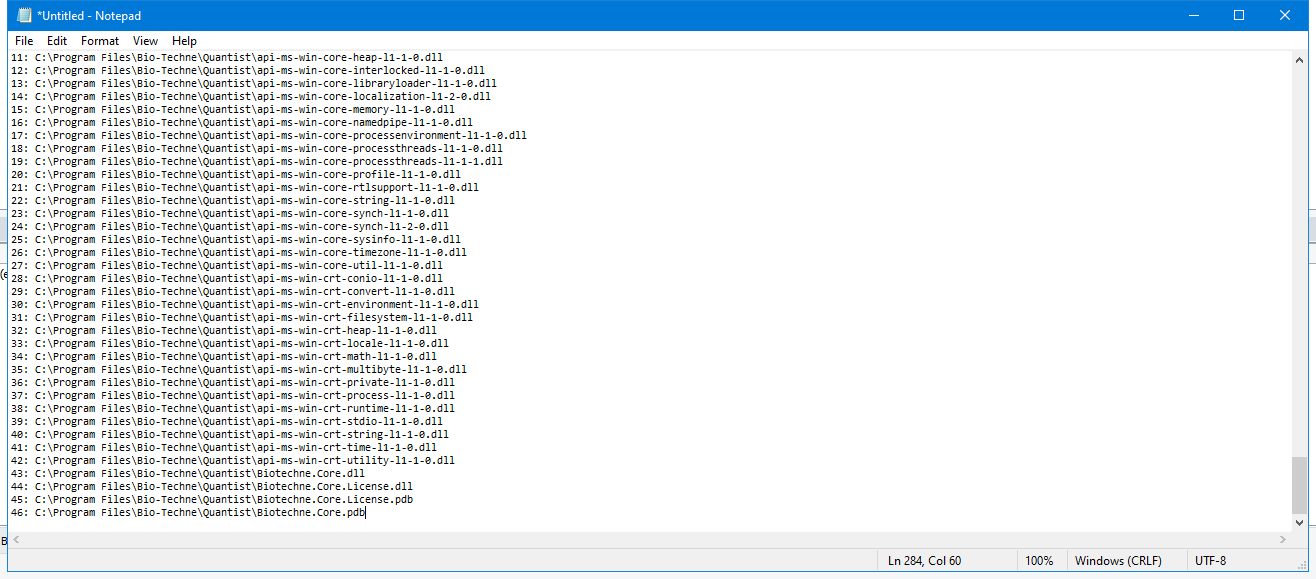 *Untitled - Notepad
File Edit Format View Help
11: C:\Program Files\Bio-Techne\Quantist\api-ms-win-core-heap-l1-1-0.dll
12: C:\Program Files\Bio-Techne\Quantist\api-ms-win-core-interlocked-l1-1-0.dll
13: C:\Program Files\Bio-Techne\Quantist\api-ms-win-core-libraryloader-l1-1-0.dll
14: C:\Program Files\Bio-Techne\Quantist\api-ms-win-core-localization-l1-2-0.dll
15: C:\Program Files\Bio-Techne\Quantist\api-ms-win-core-memory-l1-1-0.dll
16: C:\Program Files\Bio-Techne\Quantist\api-ms-win-core-namedpipe-l1-1-0.dll
17: C:\Program Files\Bio-Techne\Quantist\api-ms-win-core-processenvironment-l1-1-0.dll
18: C:\Program Files\Bio-Techne\Quantist\api-ms-win-core-processthreads-l1-1-0.dll
19: C:\Program Files\Bio-Techne\Quantist\api-ms-win-core-processthreads-l1-1-1.dll
20: C:\Program Files\Bio-Techne\Quantist\api-ms-win-core-profile-l1-1-0.dll
21: C:\Program Files\Bio-Techne\Quantist\api-ms-win-core-rtlsupport-l1-1-0.dll
22: C:\Program Files\Bio-Techne\Quantist\api-ms-win-core-string-l1-1-0.dll
23: C:\Program Files\Bio-Techne\Quantist\api-ms-win-core-synch-l1-1-0.dll
24: C:\Program Files\Bio-Techne\Quantist\api-ms-win-core-synch-l1-2-0.dll
25: C:\Program Files\Bio-Techne\Quantist\api-ms-win-core-sysinfo-l1-1-0.dll
26: C:\Program Files\Bio-Techne\Quantist\api-ms-win-core-timezone-l1-1-0.dll
27: C:\Program Files\Bio-Techne\Quantist\api-ms-win-core-util-l1-1-0.dll
28: C:\Program Files\Bio-Techne\Quantist\api-ms-win-crt-conio-l1-1-0.dll
29: C:\Program Files\Bio-Techne\Quantist\api-ms-win-crt-convert-l1-1-0.dll
30: C:\Program Files\Bio-Techne\Quantist\api-ms-win-crt-environment-l1-1-0.dll
31: C:\Program Files\Bio-Techne\Quantist\api-ms-win-crt-filesystem-l1-1-0.dll
32: C:\Program Files\Bio-Techne\Quantist\api-ms-win-crt-heap-l1-1-0.dll
33: C:\Program Files\Bio-Techne\Quantist\api-ms-win-crt-locale-l1-1-0.dll
34: C:\Program Files\Bio-Techne\Quantist\api-ms-win-crt-math-l1-1-0.dll
35: C:\Program Files\Bio-Techne\Quantist\api-ms-win-crt-multibyte-l1-1-0.dll
36: C:\Program Files\Bio-Techne\Quantist\api-ms-win-crt-private-l1-1-0.dll
37: C:\Program Files\Bio-Techne\Quantist\api-ms-win-crt-process-l1-1-0.dll
38: C:\Program Files\Bio-Techne\Quantist\api-ms-win-crt-runtime-l1-1-0.dll
39: C:\Program Files\Bio-Techne\Quantist\api-ms-win-crt-stdio-l1-1-0.dll
40: C:\Program Files\Bio-Techne\Quantist\api-ms-win-crt-string-l1-1-0.dll
41: C:\Program Files\Bio-Techne\Quantist\api-ms-win-crt-time-l1-1-0.dll
42: C:\Program Files\Bio-Techne\Quantist\api-ms-win-crt-utility-l1-1-0.dll
43: C:\Program Files\Bio-Techne\Quantist\Biotechne.Core.dll
44: C:\Program Files\Bio-Techne\Quantist\Biotechne.Core.License.dll
45: C:\Program Files\Bio-Techne\Quantist\Biotechne.Core.License.pdb
46: C:\Program Files\Bio-Techne\Quantist\Biotechne.Core.pdb
Ln 284, Col 60 100% Windows (CRLF) UTF-8